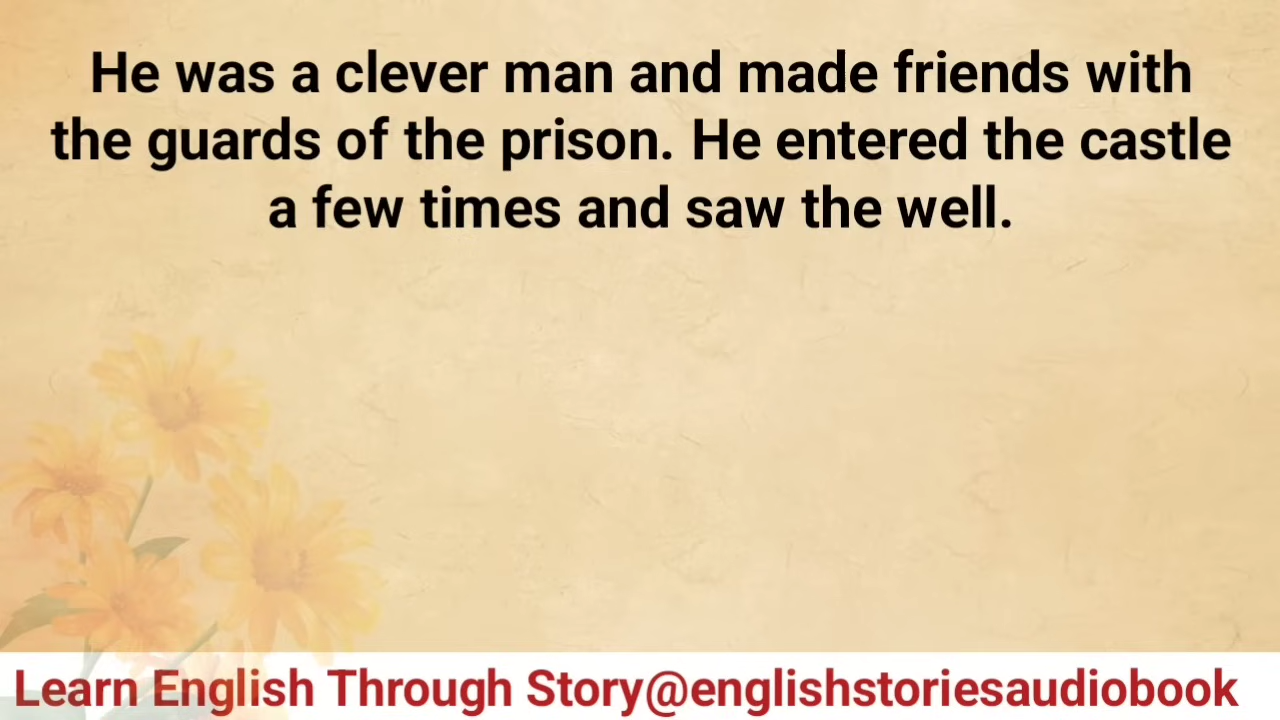 He was a clever man and made friends with
the guards of the prison. He entered the castle
a few times and saw the well.
Learn English Through Story@englishstoriesaudiobook